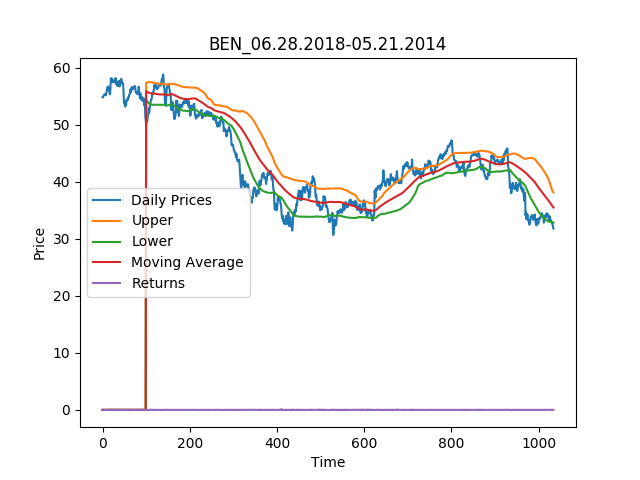 BEN_06.28.2018-05.21.2014
60
50
40
30
20
10
0
Price
Daily Prices
Upper
Lower
Moving Average
Returns
0 200 400 600 800 1000
Time